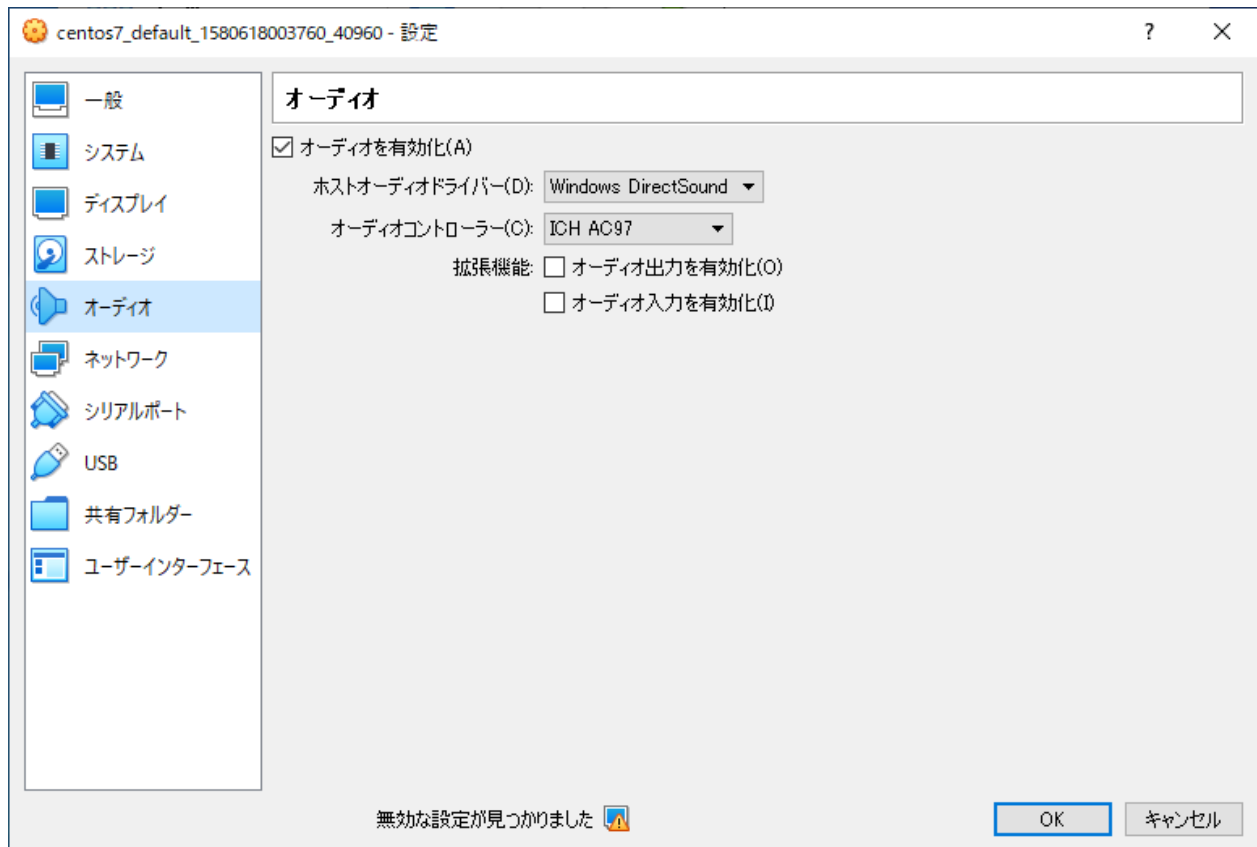 centos7_default_1580618003760_40960 - 設定
?
一般
システム
ディスプレイ
ストレージ
オーディオ
ネットワーク
シリアルポート
USB
共有フォルダー
ユーザーインターフェース
オーディオ
オーディオを有効化(A)
ホストオーディオドライバー(D): Windows DirectSound
オーディオコントローラー(C): ICH AC97
拡張機能: オーディオ出力を有効化(O)
オーディオ入力を有効化(I)
無効な設定が見つかりました
OK
キャンセル